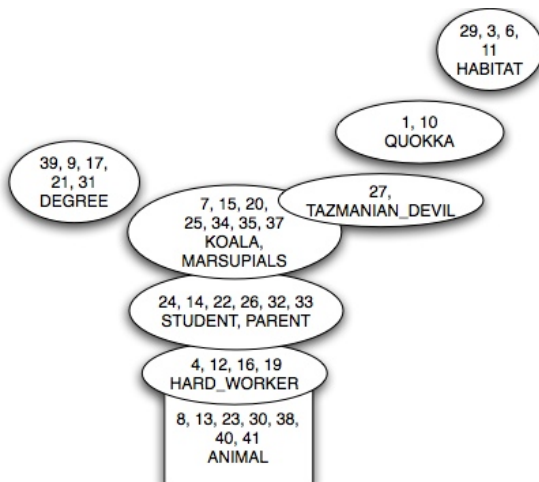 29, 3, 6,
11
HABITAT
1, 10
QUOKKA
39, 9, 17,
21, 31
DEGREE
27,
TAZMANIAN_DEVIL
7, 15, 20,
25, 34, 35, 37
KOALA,
MARSUPIALS
24, 14, 22, 26, 32, 33
STUDENT, PARENT
4, 12, 16, 19
HARD_WORKER
8, 13, 23, 30, 38,
40, 41
ANIMAL